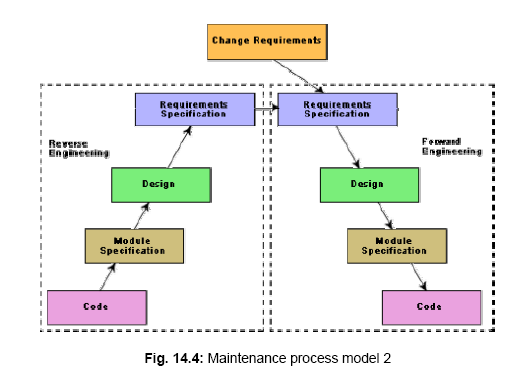 Change Requirements
Requirements
Specification
Requirements
Specification
Reverse
Engineering
Forward
Engineering
Design
Design
Module
Specification
Module
Specification
Code
Code
Fig. 14.4: Maintenance process model 2